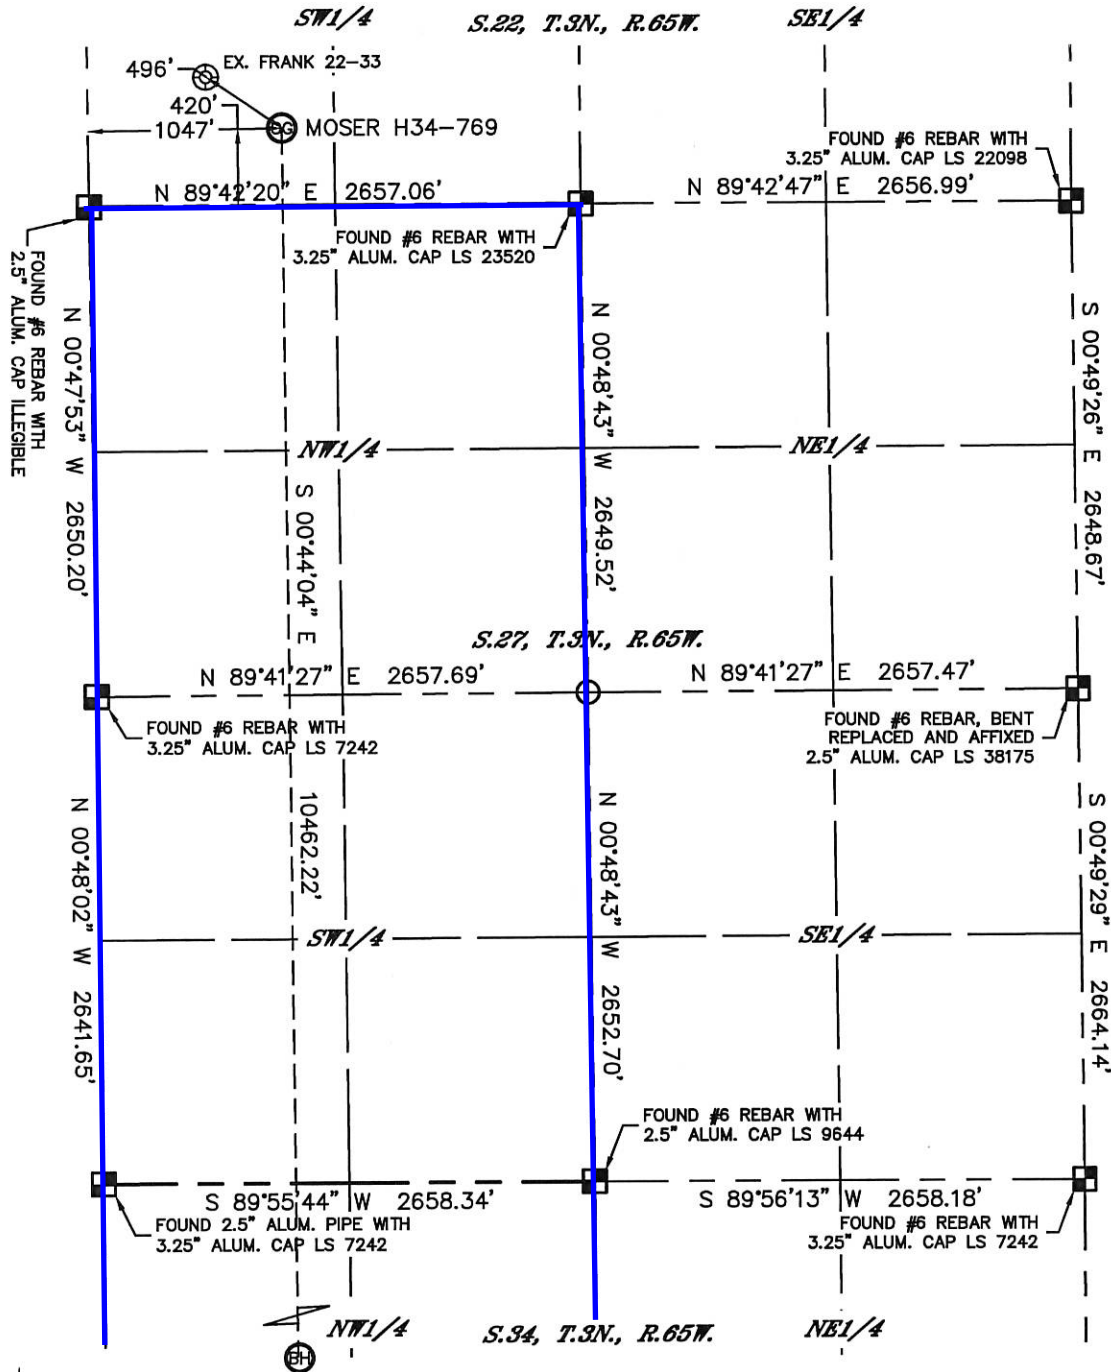 SW1/4
S.22, T.3N., R.65W.
SE1/4
496'
EX. FRANK 22-33
420'
1047'
OG
MOSER H34-769
FOUND #6 REBAR WITH
3.25" ALUM. CAP LS 22098
N 89°42'20" E 2657.06'
N 89°42'47" E 2656.99'
FOUND #6 REBAR WITH
3.25" ALUM. CAP LS 23520
FOUND #6 REBAR WITH
2.5" ALUM. CAP ILLEGIBLE
N 00°47'53" W 2650.20'
N 00°48'43" W 2649.52'
S 00°49'26" E 2648.67'
NW1/4
NE1/4
S 00°44'04" E 10462.22'
S.27, T.3N., R.65W.
N 89°41'27" E 2657.69'
N 89°41'27" E 2657.47'
FOUND #6 REBAR WITH
3.25" ALUM. CAP LS 7242
FOUND #6 REBAR, BENT
REPLACED AND AFFIXED
2.5" ALUM. CAP LS 38175
N 00°48'02" W 2641.65'
N 00°48'43" W 2652.70'
S 00°49'29" E 2664.14'
SW1/4
SE1/4
FOUND #6 REBAR WITH
2.5" ALUM. CAP LS 9644
S 89°55'44" W 2658.34'
S 89°56'13" W 2658.18'
FOUND 2.5" ALUM. PIPE WITH
3.25" ALUM. CAP LS 7242
FOUND #6 REBAR WITH
3.25" ALUM. CAP LS 7242
NW1/4
S.34, T.3N., R.65W.
NE1/4
BH